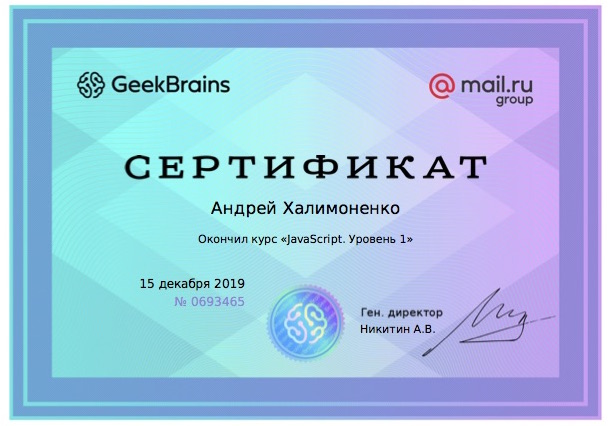 GeekBrains
@mail.ru
group
СЕРТИФИКАТ
Андрей Халимоненко
Окончил курс «JavaScript. Уровень 1»
15 декабря 2019
№ 0693465
Ген. директор
Никитин А.В.